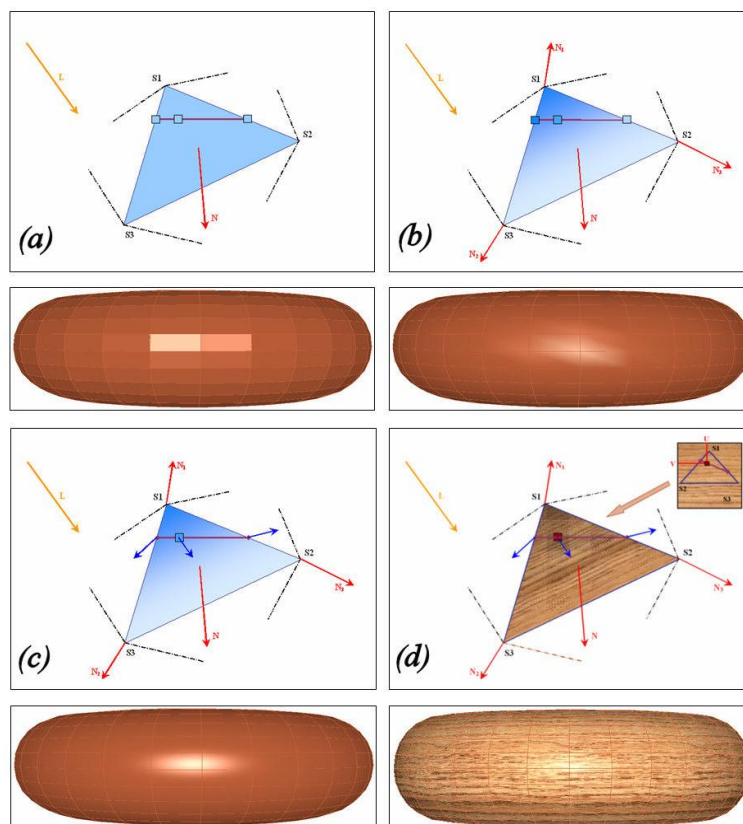 L
S1
S2
N
S3
(a)
N₁
L
S1
S2
N₃
N
S3
N₂
(b)
N₁
L
S1
S2
N₃
N
S3
N₂
(c)
U
S1
V
S2
S3
N₁
L
S1
S2
N₃
N
S3
N₂
(d)